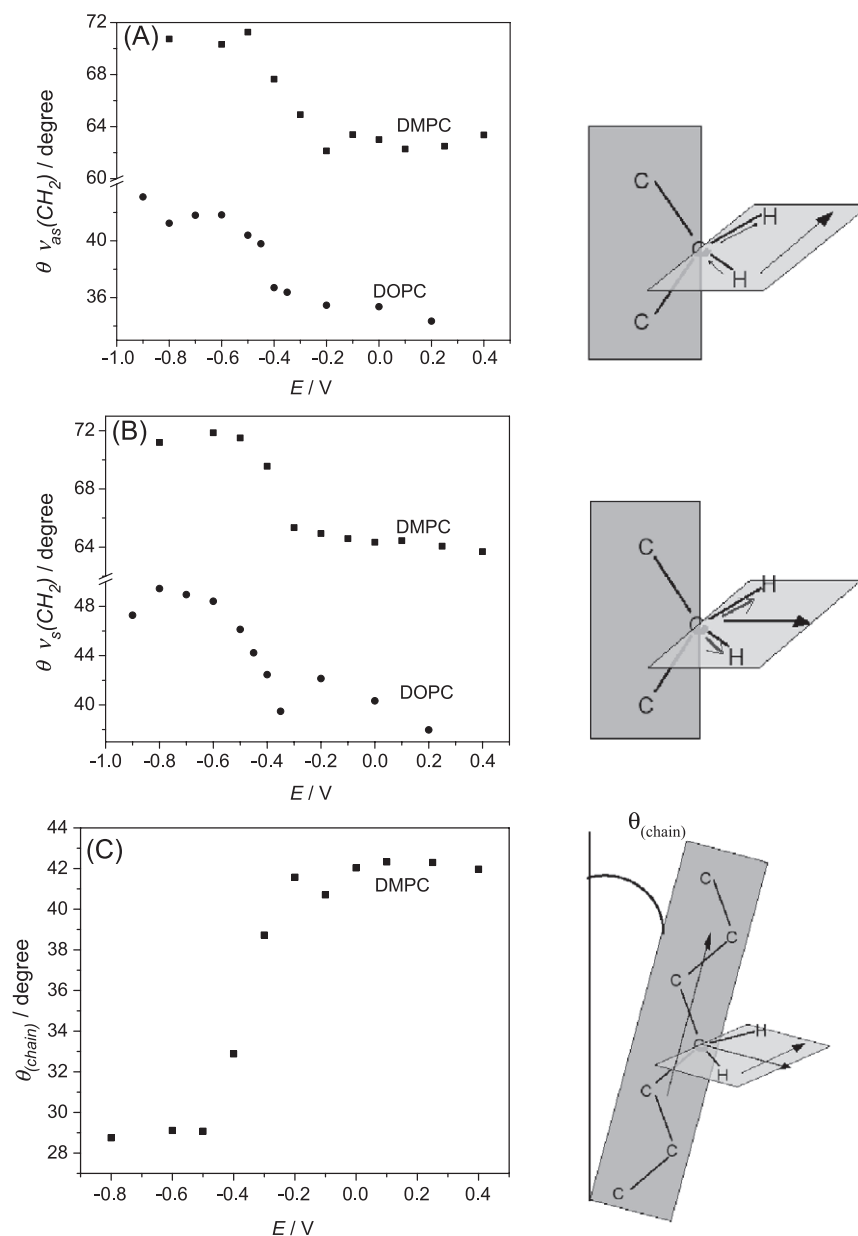 (A)
72
68
64
60
40
36
θ ν_as(CH₂) / degree
DMPC
DOPC
-1.0 -0.8 -0.6 -0.4 -0.2 0.0 0.2 0.4
E / V
C
H
C
H
C
(B)
72
68
64
48
44
40
θ ν_s(CH₂) / degree
DMPC
DOPC
-1.0 -0.8 -0.6 -0.4 -0.2 0.0 0.2 0.4
E / V
C
H
C
H
C
(C)
44
42
40
38
36
34
32
30
28
θ(chain) / degree
DMPC
-0.8 -0.6 -0.4 -0.2 0.0 0.2 0.4
E / V
θ(chain)
C
C
C
H
C
H
C
C
C